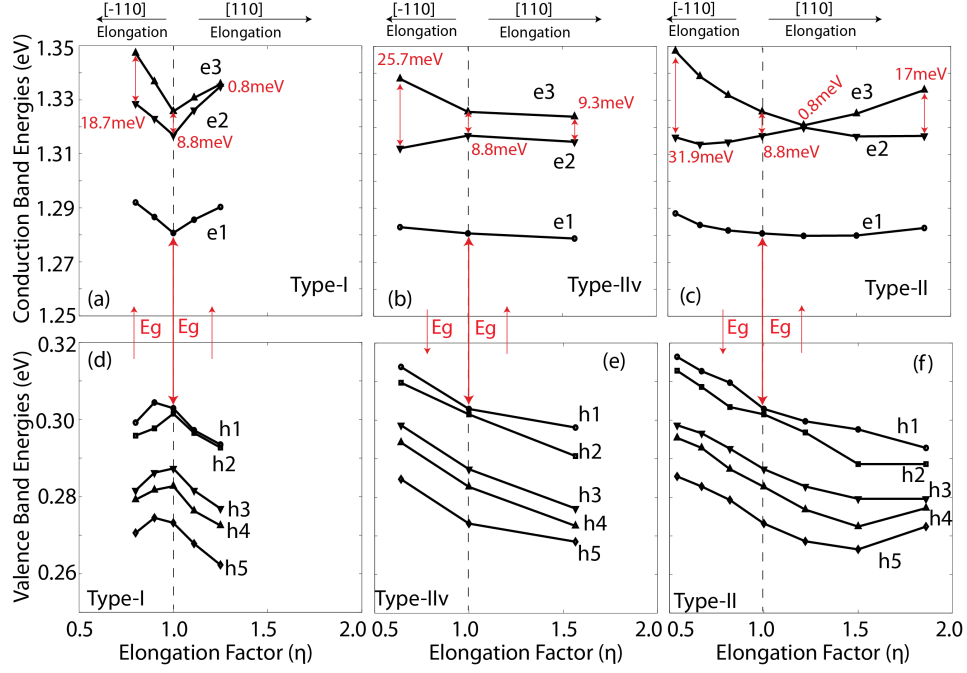 [-110] [110] [-110] [110] [-110] [110]
Elongation Elongation Elongation Elongation Elongation Elongation
Conduction Band Energies (eV)
1.35
1.33
1.31
1.29
1.27
1.25
e3
0.8meV
e2
18.7meV
8.8meV
e1
(a)
Type-I
25.7meV
e3
9.3meV
8.8meV
e2
e1
(b)
Type-IIv
17meV
0.8meV
e3
31.9meV
8.8meV
e2
e1
(c)
Type-II
Eg Eg Eg Eg Eg Eg
Valence Band Energies (eV)
0.32
0.30
0.28
0.26
(d)
h1
h2
h3
h4
h5
Type-I
(e)
h1
h2
h3
h4
h5
Type-IIv
(f)
h1
h2
h3
h4
h5
Type-II
0.5 1.0 1.5 2.0 1.0 1.5 0.5 1.0 1.5 2.0
Elongation Factor (η) Elongation Factor (η) Elongation Factor (η)